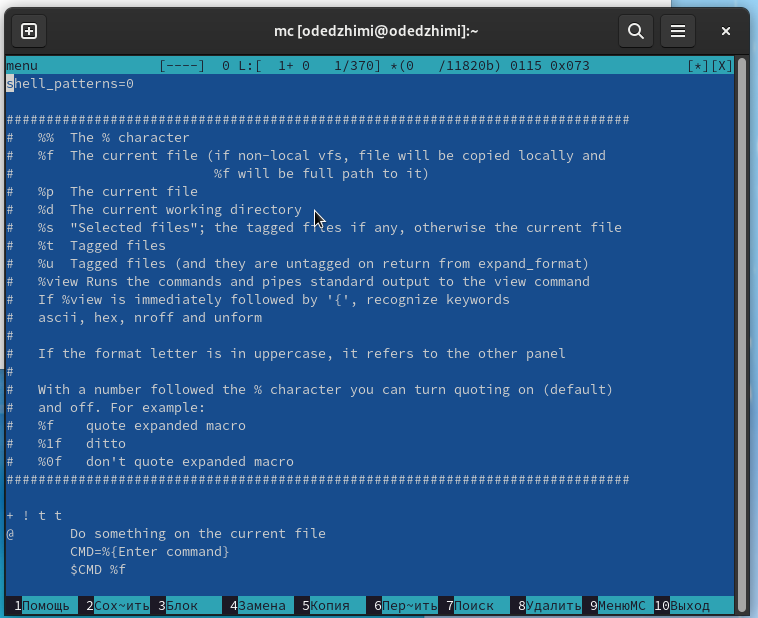 mc [odedzhimi@odedzhimi]:~
menu [----] 0 L:[ 1+ 0 1/370] *(0 /11820b) 0115 0x073 [*][X]
shell_patterns=0
##############################################################################
# %% The % character
# %f The current file (if non-local vfs, file will be copied locally and
# %f will be full path to it)
# %p The current file
# %d The current working directory
# %s "Selected files"; the tagged files if any, otherwise the current file
# %t Tagged files
# %u Tagged files (and they are untagged on return from expand_format)
# %view Runs the commands and pipes standard output to the view command
# If %view is immediately followed by '{', recognize keywords
# ascii, hex, nroff and unform
#
# If the format letter is in uppercase, it refers to the other panel
#
# With a number followed the % character you can turn quoting on (default)
# and off. For example:
# %f quote expanded macro
# %1f ditto
# %0f don't quote expanded macro
##############################################################################
+ ! t t
@ Do something on the current file
CMD=%{Enter command}
$CMD %f
1Помощь 2Сох~ить 3Блок 4Замена 5Копия 6Пер~ить 7Поиск 8Удалить 9МенюМС 10Выход